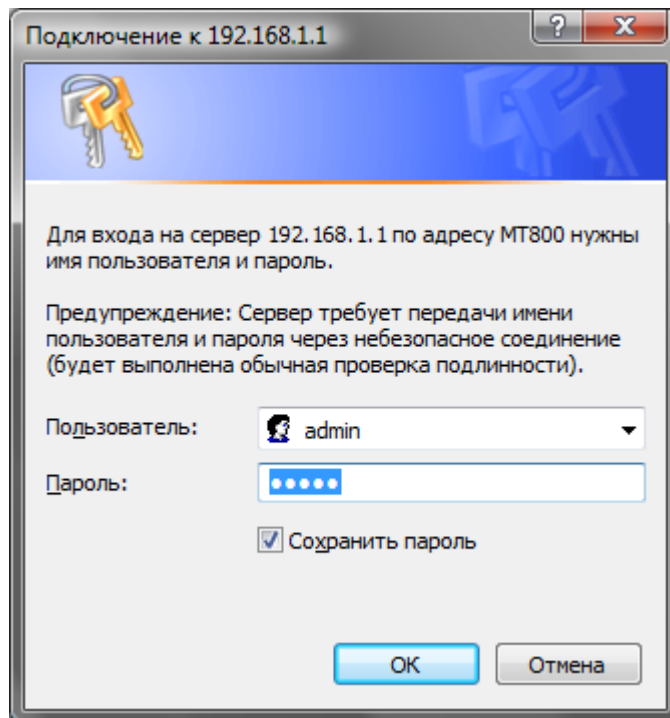 Подключение к 192.168.1.1
?
X
Для входа на сервер 192.168.1.1 по адресу MT800 нужны
имя пользователя и пароль.
Предупреждение: Сервер требует передачи имени
пользователя и пароля через небезопасное соединение
(будет выполнена обычная проверка подлинности).
Пользователь: admin
Пароль: ●●●●●
Сохранить пароль
ОК Отмена